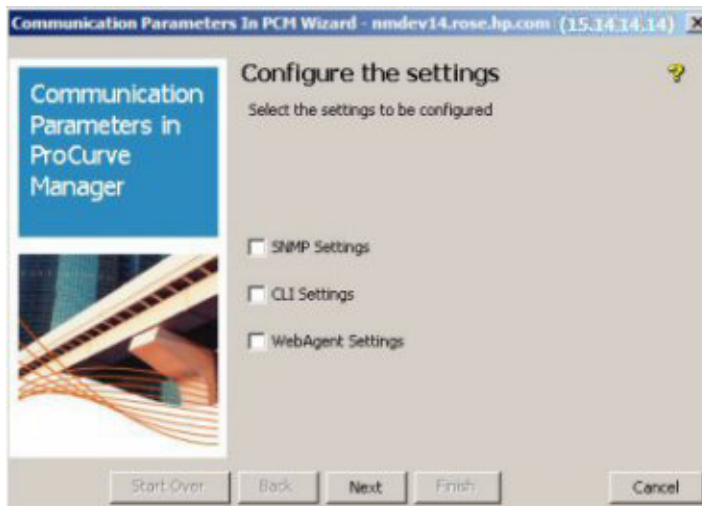 Communication Parameters In PCM Wizard - nmdev14.rose.hp.com (15.14.14.14)
Communication
Parameters in
ProCurve
Manager
Configure the settings
Select the settings to be configured
SNMP Settings
CLI Settings
WebAgent Settings
Start Over
Back
Next
Finish
Cancel